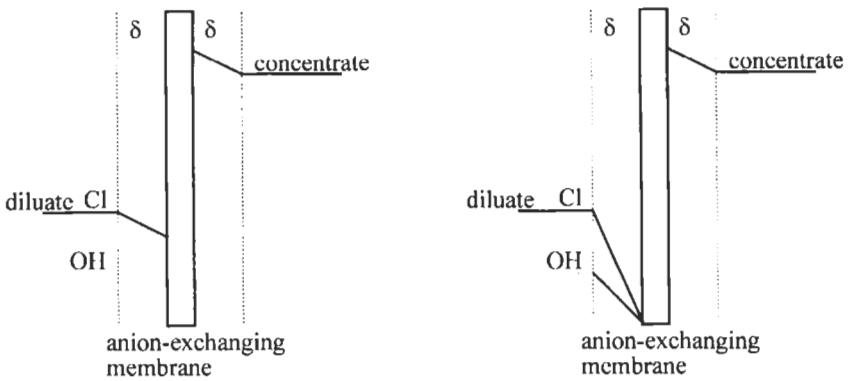 δ δ
concentrate
diluate Cl
OH
anion-exchanging
membrane
δ δ
concentrate
diluate Cl
OH
anion-exchanging
membrane